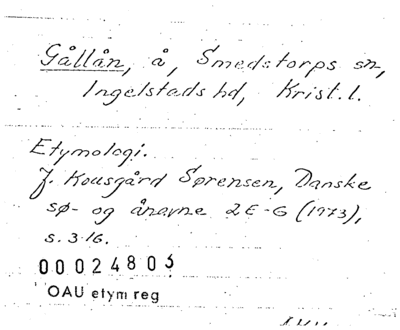 Gållån, å, Smedstorps sn,
Ingelstads hd, Krist.l.
Etymologi.
J. Kousgård Sørensen, Danske
sø- og ånavne 2 E-G (1973),
s. 316.
00024803
OAU etym reg